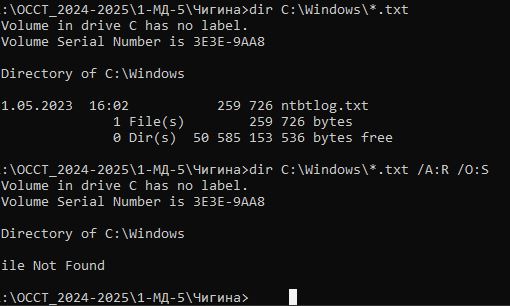 :\ОССТ_2024-2025\1-МД-5\Чигина>dir C:\Windows\*.txt
Volume in drive C has no label.
Volume Serial Number is 3E3E-9AA8
Directory of C:\Windows
1.05.2023 16:02 259 726 ntbtlog.txt
1 File(s) 259 726 bytes
0 Dir(s) 50 585 153 536 bytes free
:\ОССТ_2024-2025\1-МД-5\Чигина>dir C:\Windows\*.txt /A:R /O:S
Volume in drive C has no label.
Volume Serial Number is 3E3E-9AA8
Directory of C:\Windows
ile Not Found
:\ОССТ_2024-2025\1-МД-5\Чигина>